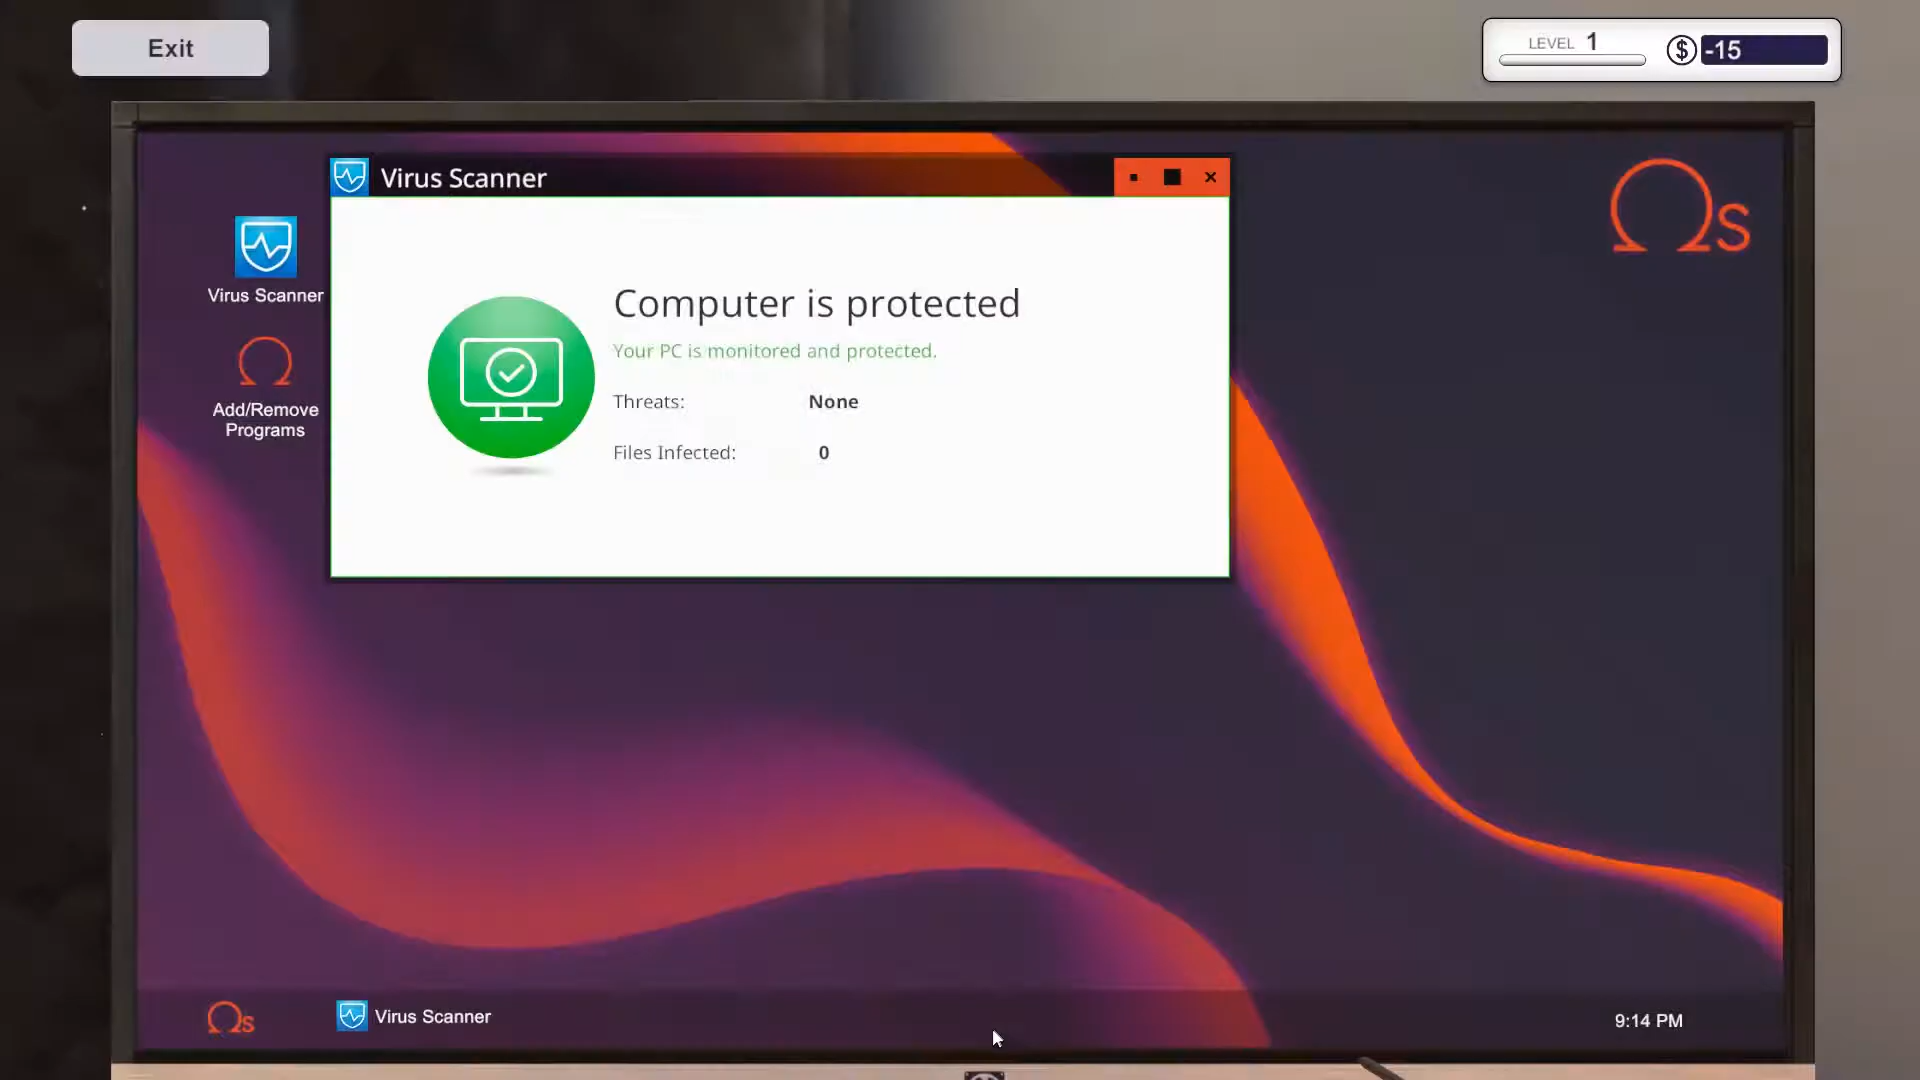 Exit
LEVEL 1
$ -15
Virus Scanner
Ωs
Virus Scanner
Computer is protected
Your PC is monitored and protected.
Threats: None
Files Infected: 0
Add/Remove
Programs
Ωs
Virus Scanner
9:14 PM